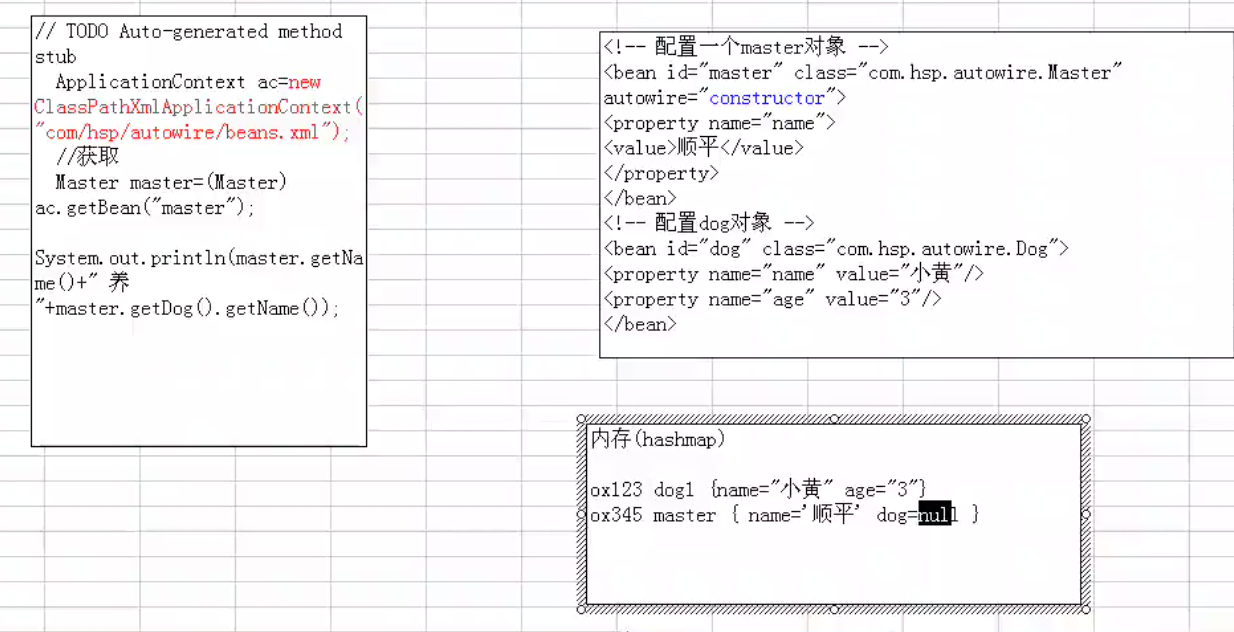 // TODO Auto-generated method
stub
ApplicationContext ac=new
ClassPathXmlApplicationContext(
"com/hsp/autowire/beans.xml");
//获取
Master master=(Master)
ac.getBean("master");
System.out.println(master.getNa
me()+" 养
"+master.getDog().getName());
<!-- 配置一个master对象 -->
<bean id="master" class="com.hsp.autowire.Master"
autowire="constructor">
<property name="name">
<value>顺平</value>
</property>
</bean>
<!-- 配置dog对象 -->
<bean id="dog" class="com.hsp.autowire.Dog">
<property name="name" value="小黄"/>
<property name="age" value="3"/>
</bean>
内存(hashmap)
ox123 dog1 {name="小黄" age="3"}
ox345 master { name='顺平' dog=null }